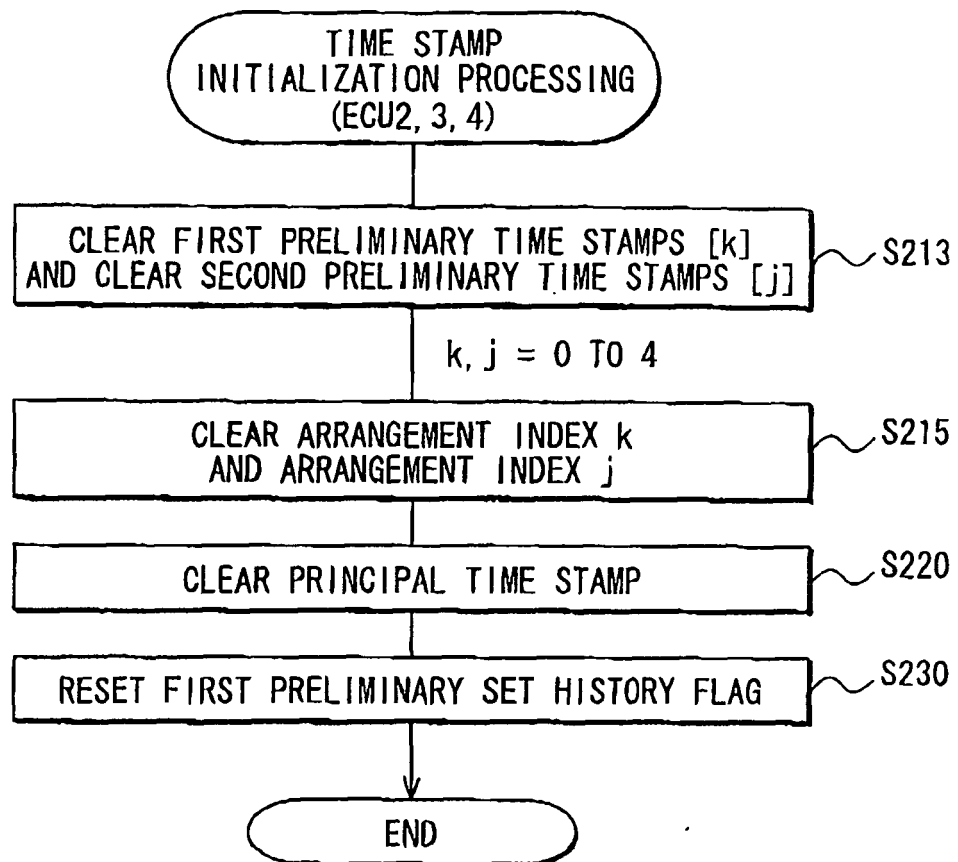 TIME STAMP
INITIALIZATION PROCESSING
(ECU2, 3, 4)
CLEAR FIRST PRELIMINARY TIME STAMPS [k]
AND CLEAR SECOND PRELIMINARY TIME STAMPS [j]
S213
k, j = 0 TO 4
CLEAR ARRANGEMENT INDEX k
AND ARRANGEMENT INDEX j
S215
CLEAR PRINCIPAL TIME STAMP
S220
RESET FIRST PRELIMINARY SET HISTORY FLAG
S230
END